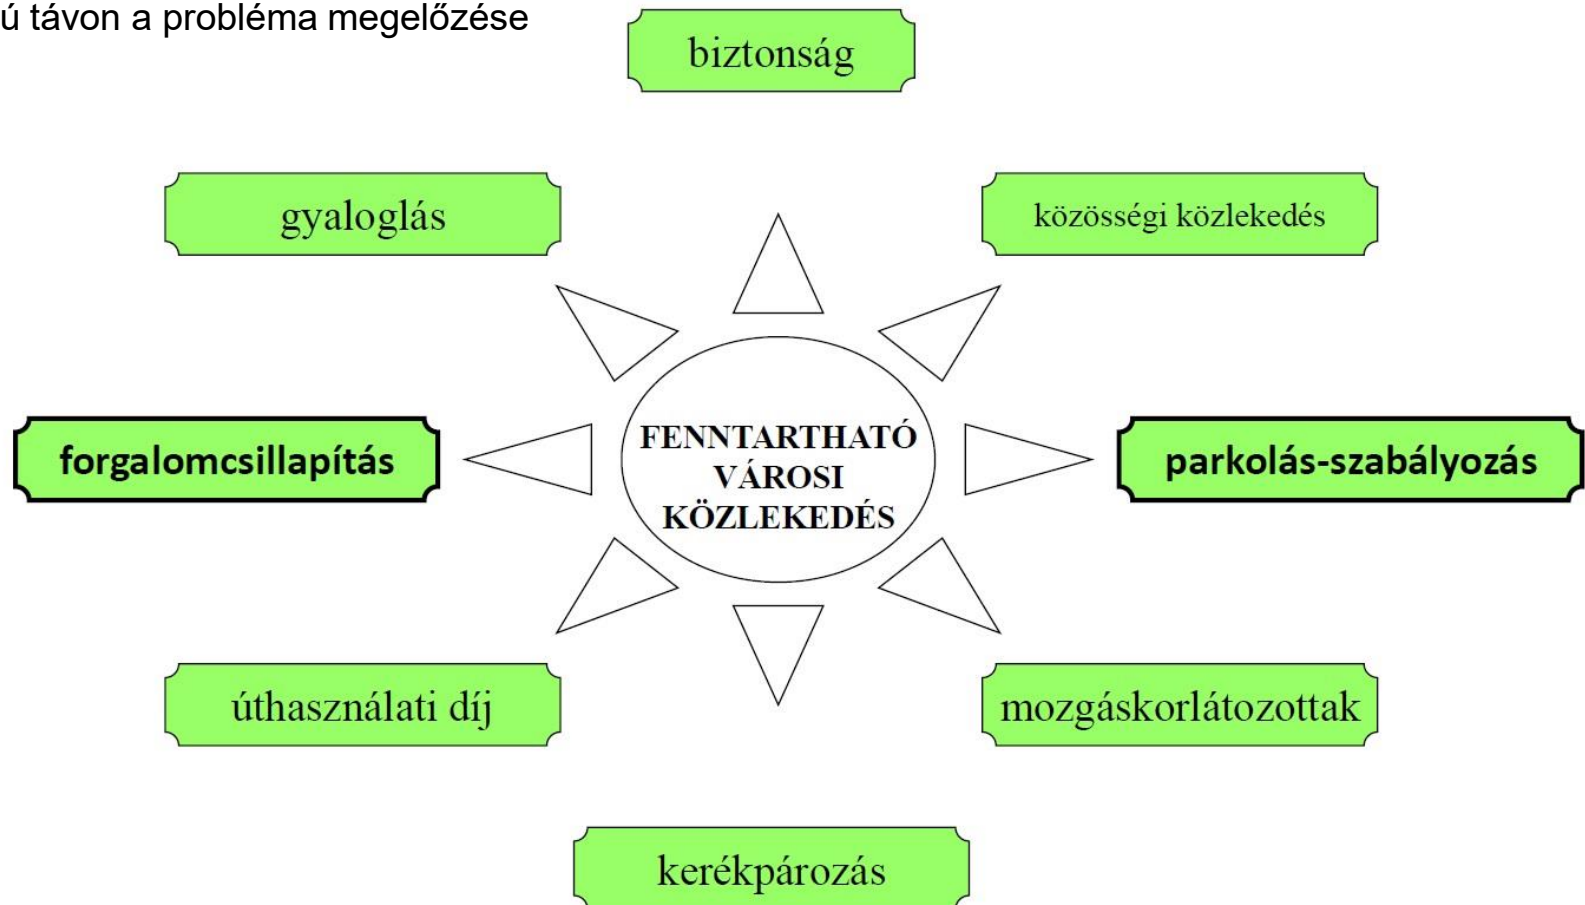 ú távon a probléma megelőzése
biztonság
gyaloglás
közösségi közlekedés
FENNTARTHATÓ
VÁROSI
KÖZLEKEDÉS
forgalomcsillapítás
parkolás-szabályozás
úthasználati díj
mozgáskorlátozottak
kerékpározás